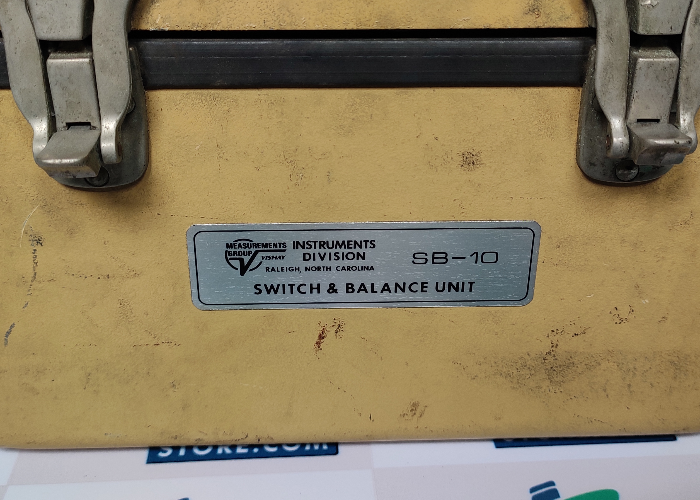 MEASUREMENTS
GROUP
VISHAY
INSTRUMENTS
DIVISION
RALEIGH, NORTH CAROLINA
SB-10
SWITCH & BALANCE UNIT
STORE.COM